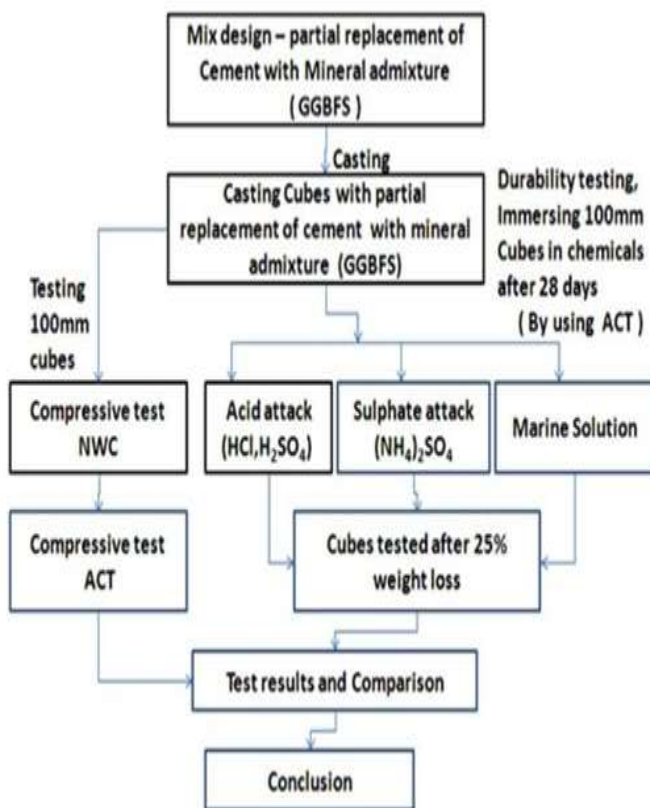 Mix design – partial replacement of
Cement with Mineral admixture
( GGBFS )
Casting
Casting Cubes with partial
replacement of cement with mineral
admixture (GGBFS)
Durability testing,
Immersing 100mm
Cubes in chemicals
after 28 days
( By using ACT )
Testing
100mm
cubes
Compressive test
NWC
Acid attack
(HCl,H₂SO₄)
Sulphate attack
(NH₄)₂SO₄
Marine Solution
Compressive test
ACT
Cubes tested after 25%
weight loss
Test results and Comparison
Conclusion